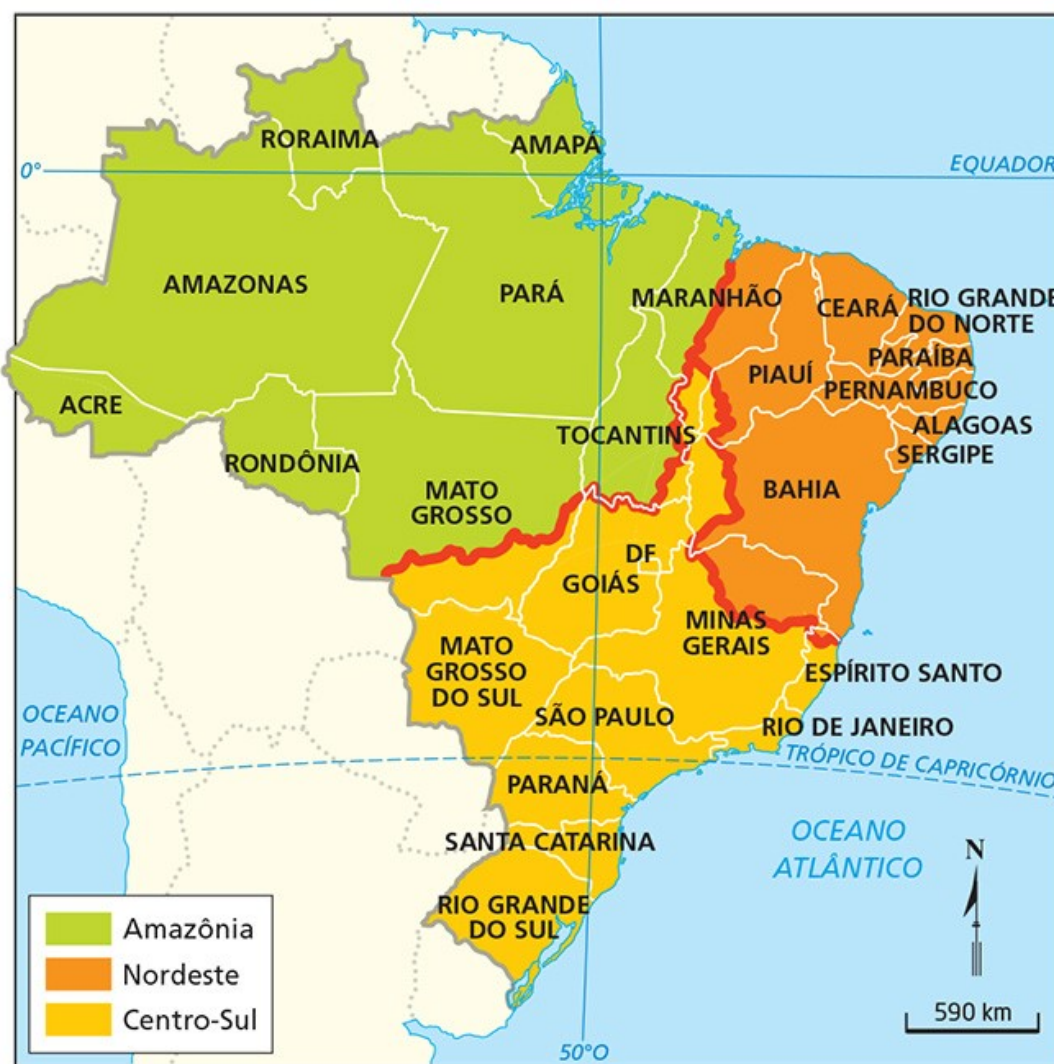 RORAIMA
AMAPÁ
0°
EQUADOR
AMAZONAS
PARÁ
MARANHÃO
CEARÁ
RIO GRANDE
DO NORTE
PARAÍBA
PIAUÍ
PERNAMBUCO
ACRE
ALAGOAS
TOCANTINS
SERGIPE
RONDÔNIA
MATO
GROSSO
BAHIA
DF
GOIÁS
MINAS
GERAIS
MATO
GROSSO
DO SUL
ESPÍRITO SANTO
OCEANO
PACÍFICO
SÃO PAULO
RIO DE JANEIRO
TRÓPICO DE CAPRICÓRNIO
PARANÁ
SANTA CATARINA
OCEANO
ATLÂNTICO
N
RIO GRANDE
DO SUL
Amazônia
Nordeste
Centro-Sul
590 km
50°O